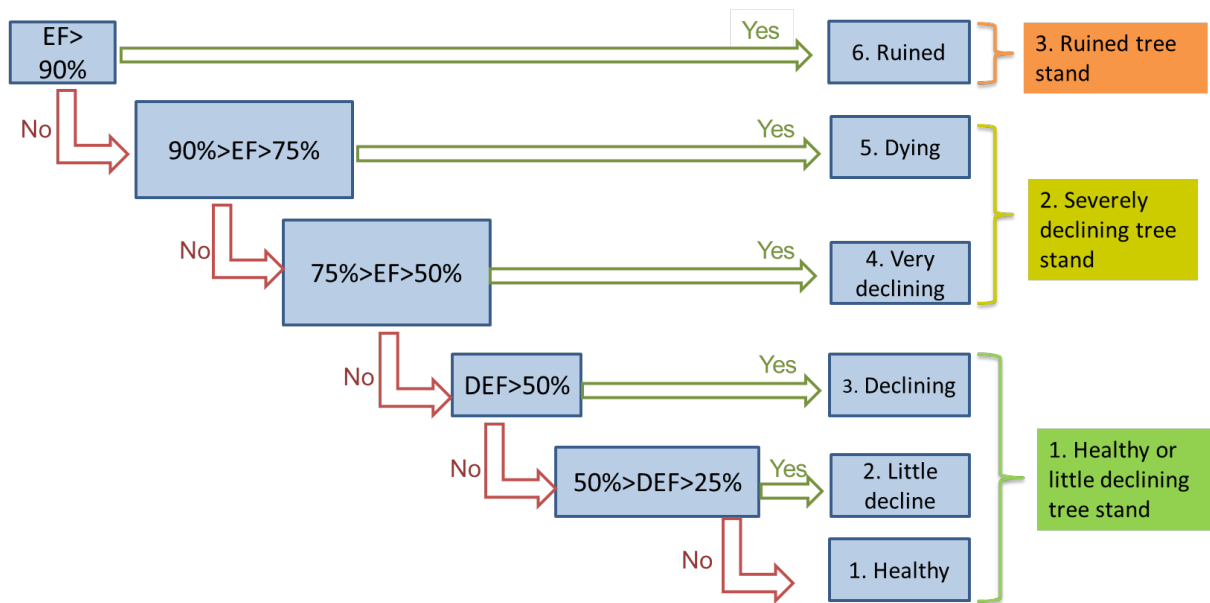 EF>
90%
Yes
6. Ruined
3. Ruined tree
stand
No
90%>EF>75%
Yes
5. Dying
2. Severely
declining tree
stand
No
75%>EF>50%
Yes
4. Very
declining
No
DEF>50%
Yes
3. Declining
1. Healthy or
little declining
tree stand
No
50%>DEF>25%
Yes
2. Little
decline
No
1. Healthy